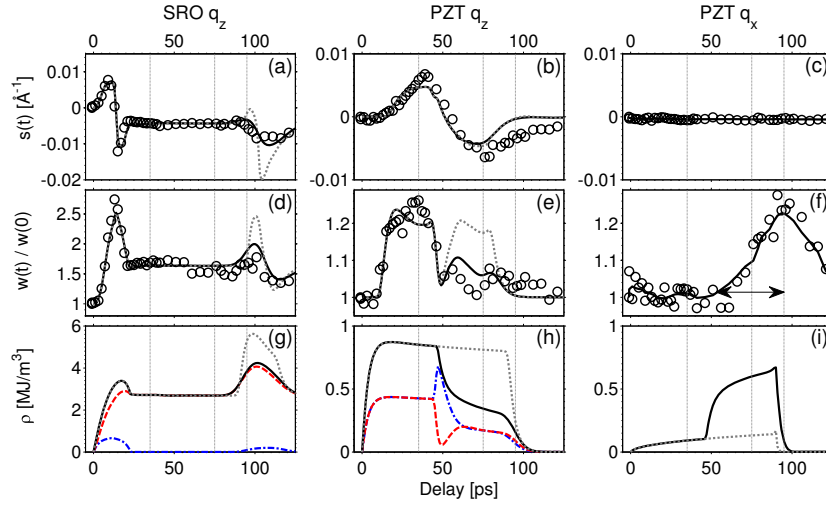 SRO q_z PZT q_z PZT q_x
0 50 100 0 50 100 0 50 100
(a) (b) (c)
s(t) [Å⁻¹]
0.01 0 -0.01 -0.02
0.01 0 -0.01
0.01 0 -0.01
(d) (e) (f)
w(t) / w(0)
2.5 2 1.5 1
1.2 1.1 1
1.2 1.1 1
(g) (h) (i)
ρ [MJ/m³]
6 4 2 0
1 0.5 0
1 0.5 0
0 50 100 0 50 100 0 50 100
Delay [ps]